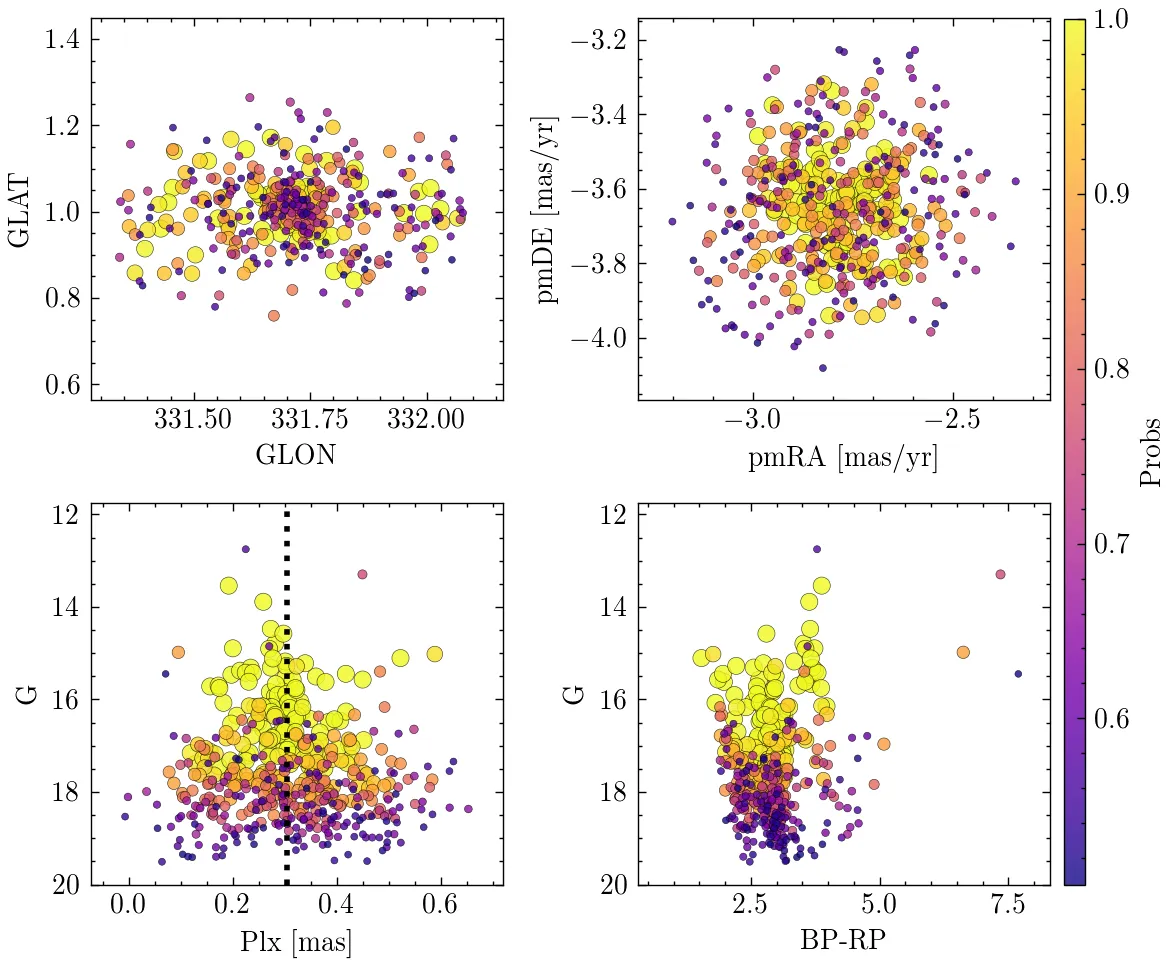 1.4
1.2
1.0
0.8
0.6
331.50 331.75 332.00
GLON
GLAT
−3.2
−3.4
−3.6
−3.8
−4.0
−3.0 −2.5
pmRA [mas/yr]
pmDE [mas/yr]
12
14
16
18
20
0.0 0.2 0.4 0.6
Plx [mas]
G
12
14
16
18
20
2.5 5.0 7.5
BP-RP
G
1.0
0.9
0.8
0.7
0.6
Probs